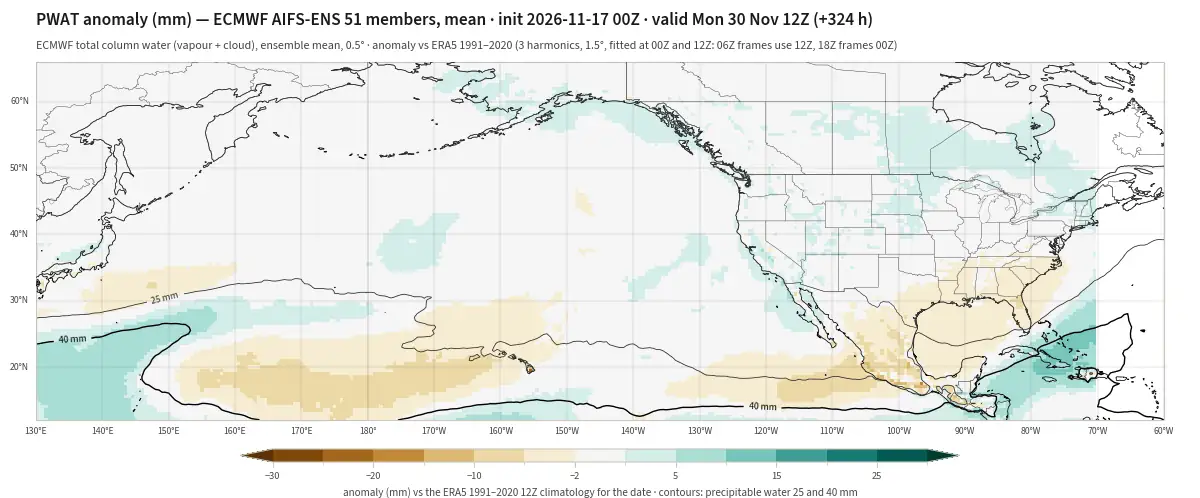 PWAT anomaly (mm) — ECMWF AIFS-ENS 51 members, mean · init 2026-11-17 00Z · valid Mon 30 Nov 12Z (+324 h)
ECMWF total column water (vapour + cloud), ensemble mean, 0.5° · anomaly vs ERA5 1991–2020 (3 harmonics, 1.5°, fitted at 00Z and 12Z: 06Z frames use 12Z, 18Z frames 00Z)
60°N
50°N
40°N
30°N
20°N
25 mm
40 mm
40 mm
130°E 140°E 150°E 160°E 170°E 180° 170°W 160°W 150°W 140°W 130°W 120°W 110°W 100°W 90°W 80°W 70°W 60°W
−30 −20 −10 −2 5 15 25
anomaly (mm) vs the ERA5 1991–2020 12Z climatology for the date · contours: precipitable water 25 and 40 mm